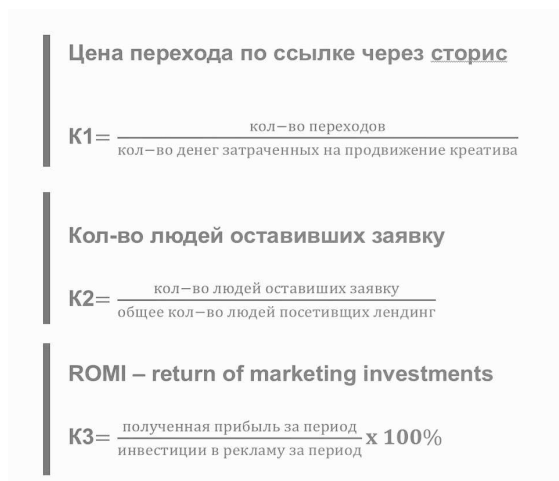 Цена перехода по ссылке через сторис
К1= кол−во переходов
кол−во денег затраченных на продвижение креатива
Кол-во людей оставивших заявку
К2= кол−во людей оставиших заявку
общее кол−во людей посетивщих лендинг
ROMI – return of marketing investments
К3= полученная прибыль за период x 100%
инвестиции в рекламу за период